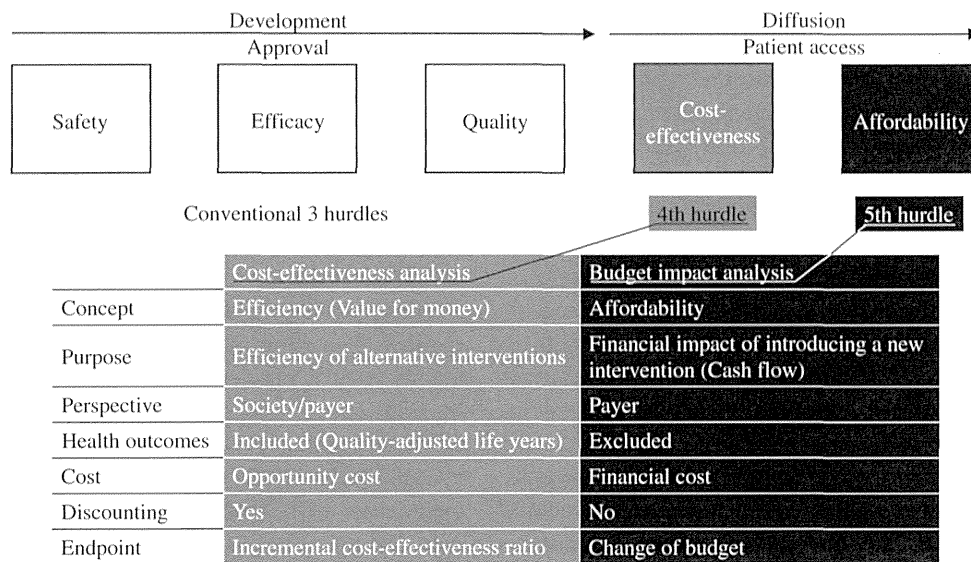 Development
Diffusion
Approval
Patient access
Safety
Efficacy
Quality
Cost-
effectiveness
Affordability
Conventional 3 hurdles
4th hurdle
5th hurdle
Cost-effectiveness analysis
Budget impact analysis
Concept
Efficiency (Value for money)
Affordability
Purpose
Efficiency of alternative interventions
Financial impact of introducing a new
intervention (Cash flow)
Perspective
Society/payer
Payer
Health outcomes
Included (Quality-adjusted life years)
Excluded
Cost
Opportunity cost
Financial cost
Discounting
Yes
No
Endpoint
Incremental cost-effectiveness ratio
Change of budget